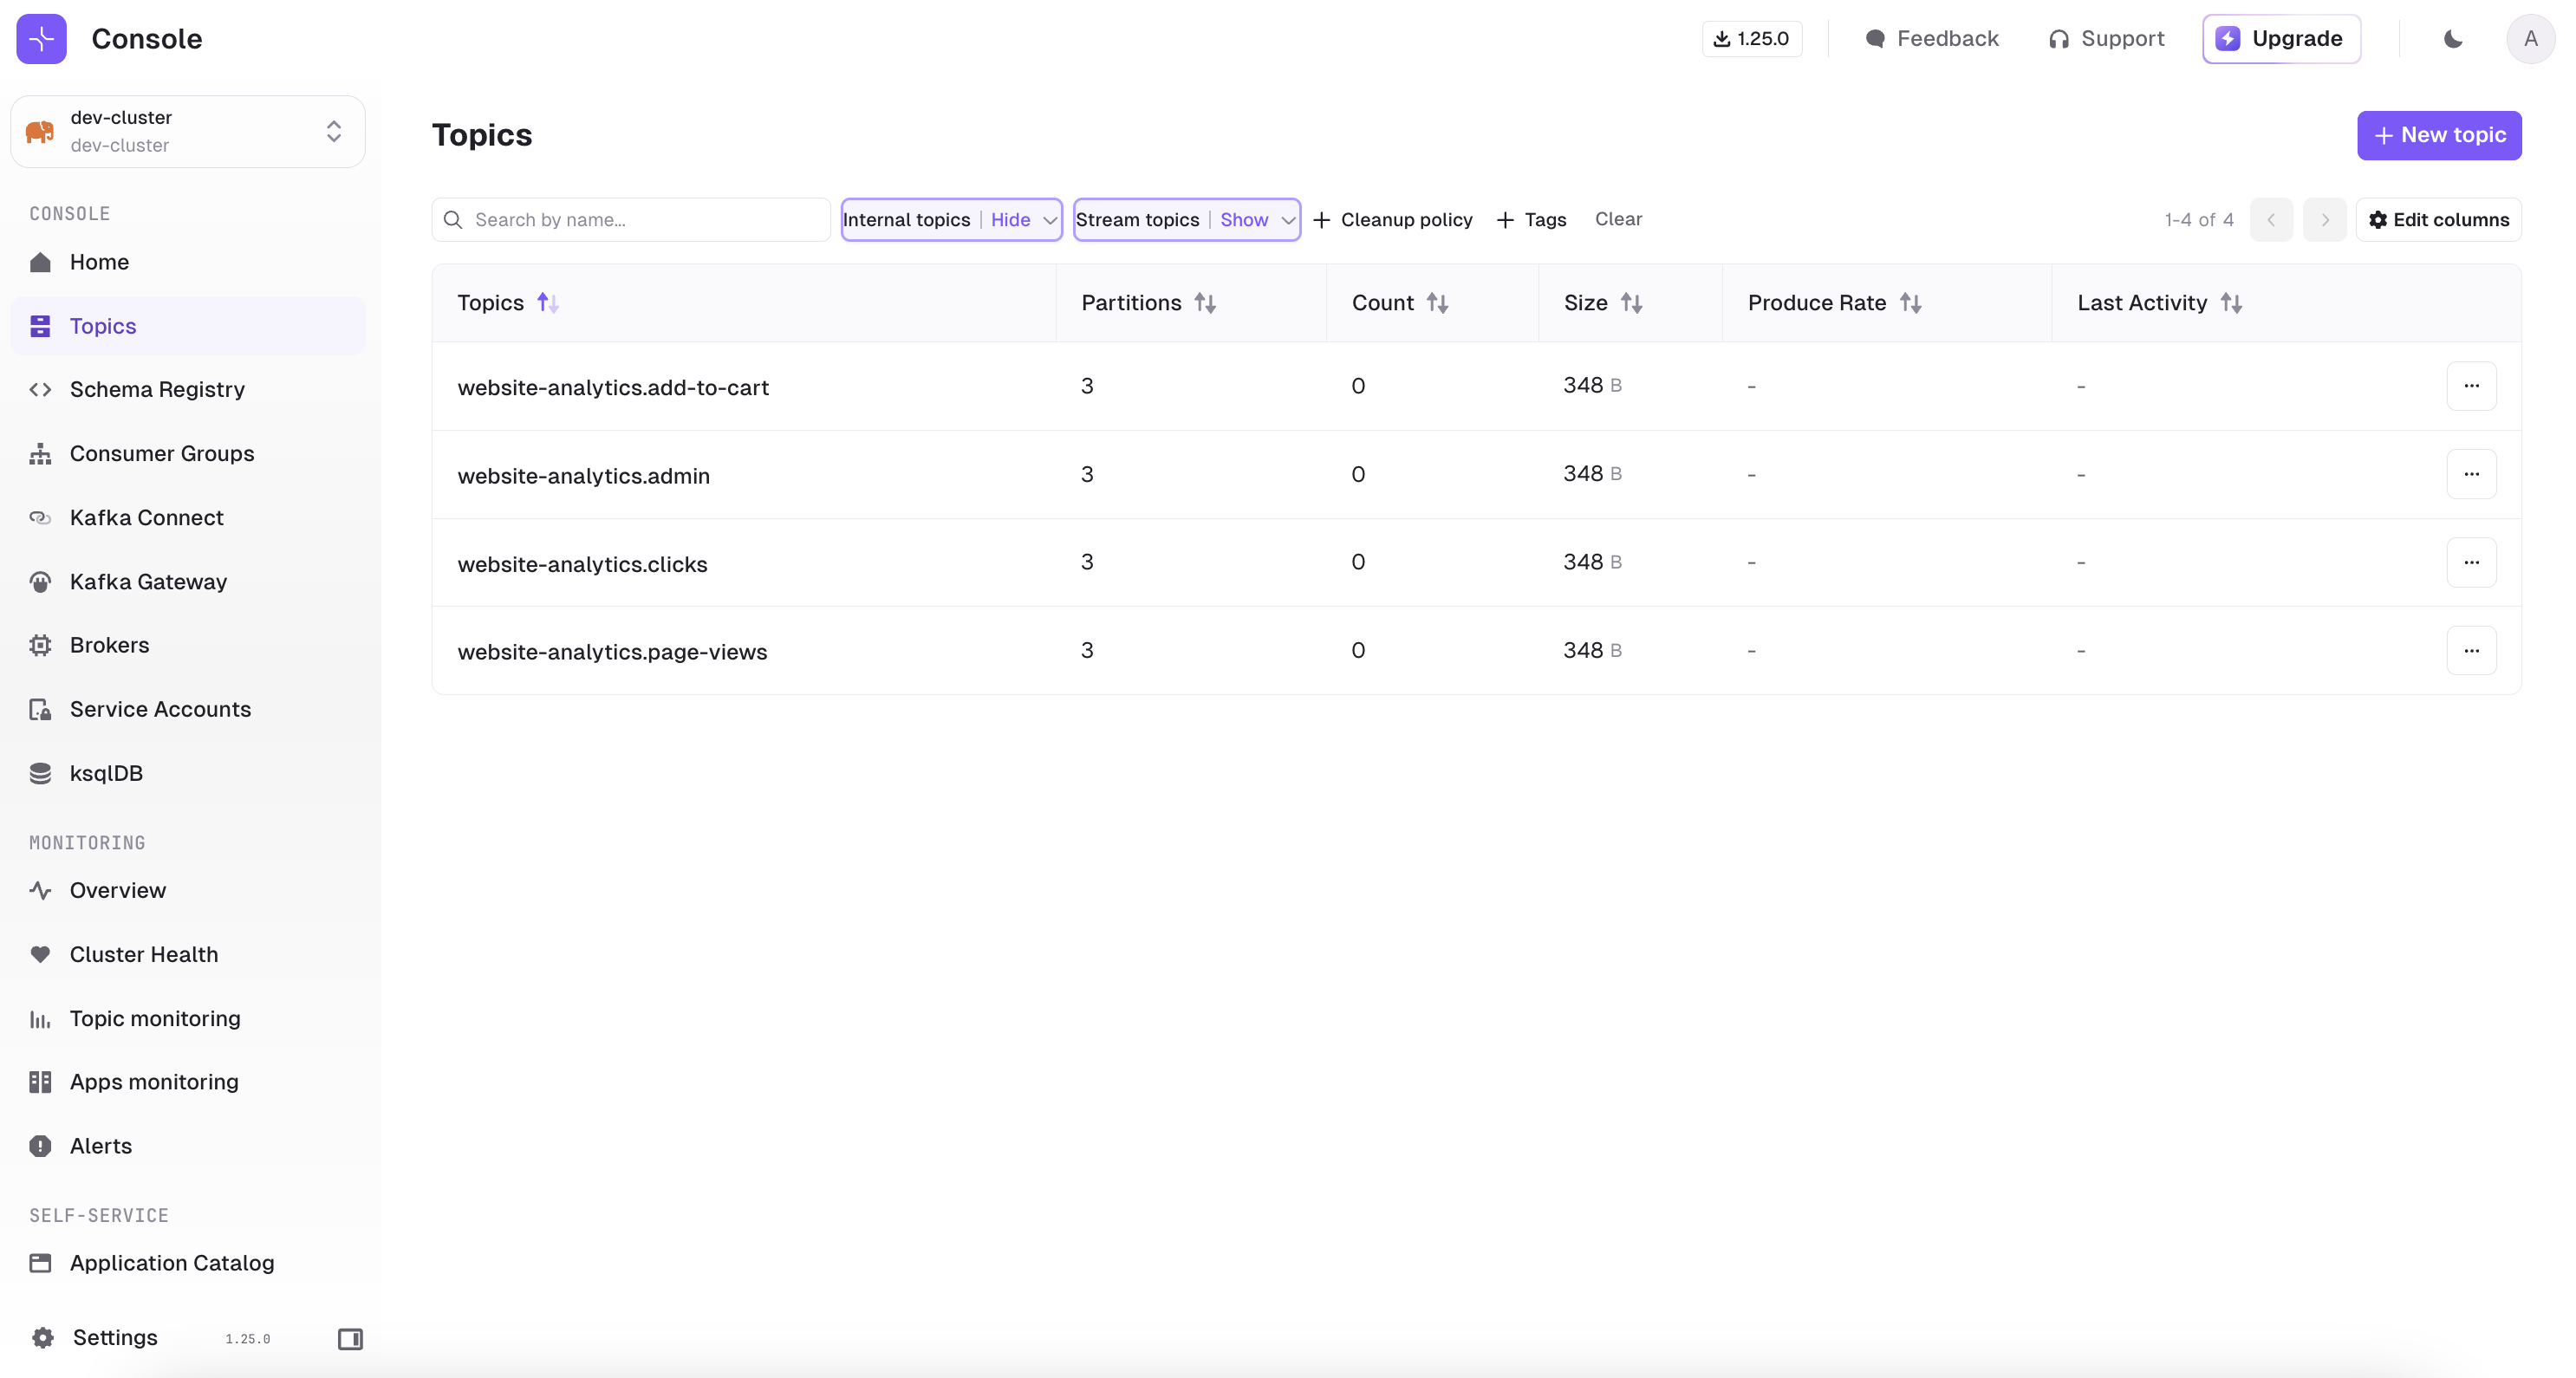 Console
1.25.0
Feedback
Support
Upgrade
A
dev-cluster
dev-cluster
CONSOLE
Home
Topics
Schema Registry
Consumer Groups
Kafka Connect
Kafka Gateway
Brokers
Service Accounts
ksqlDB
MONITORING
Overview
Cluster Health
Topic monitoring
Apps monitoring
Alerts
SELF-SERVICE
Application Catalog
Settings 1.25.0
Topics
+ New topic
Search by name...
Internal topics | Hide
Stream topics | Show
+ Cleanup policy
+ Tags
Clear
1-4 of 4
Edit columns
Topics Partitions Count Size Produce Rate Last Activity
website-analytics.add-to-cart 3 0 348 B - - ...
website-analytics.admin 3 0 348 B - - ...
website-analytics.clicks 3 0 348 B - - ...
website-analytics.page-views 3 0 348 B - - ...